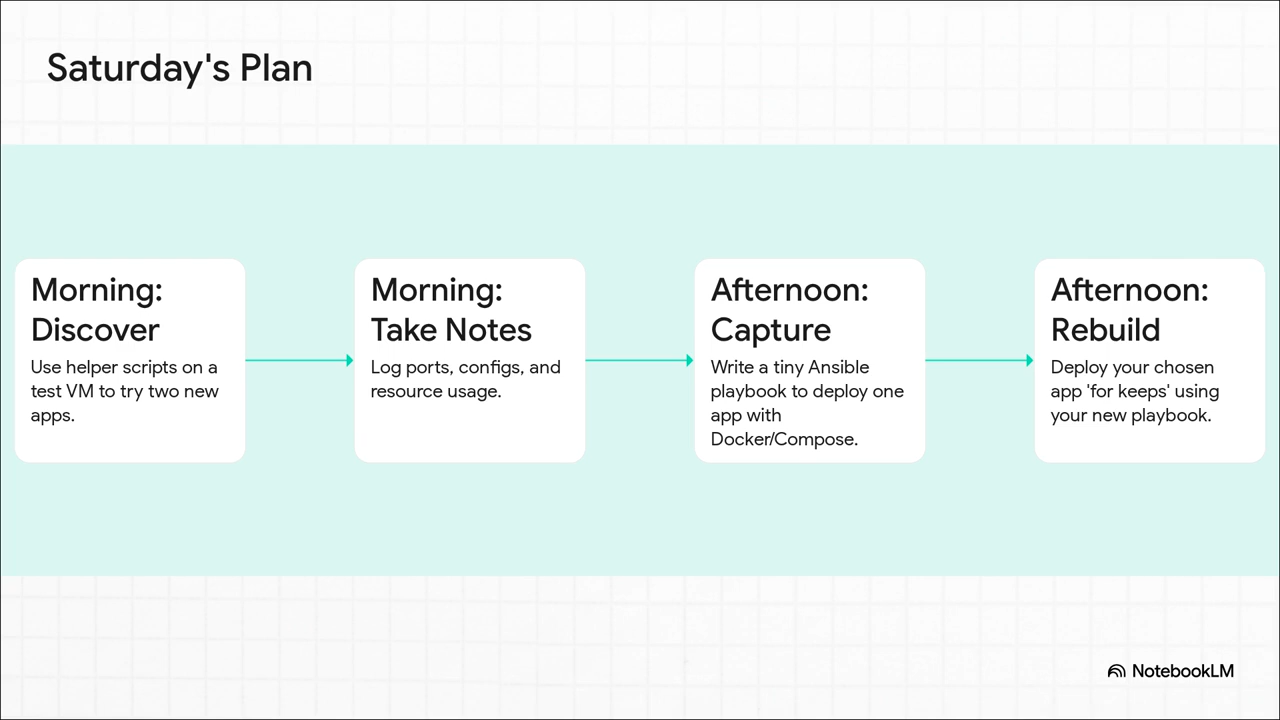 Saturday's Plan
Morning:
Discover
Use helper scripts on a
test VM to try two new
apps.
Morning:
Take Notes
Log ports, configs, and
resource usage.
Afternoon:
Capture
Write a tiny Ansible
playbook to deploy one
app with
Docker/Compose.
Afternoon:
Rebuild
Deploy your chosen
app 'for keeps' using
your new playbook.
NotebookLM